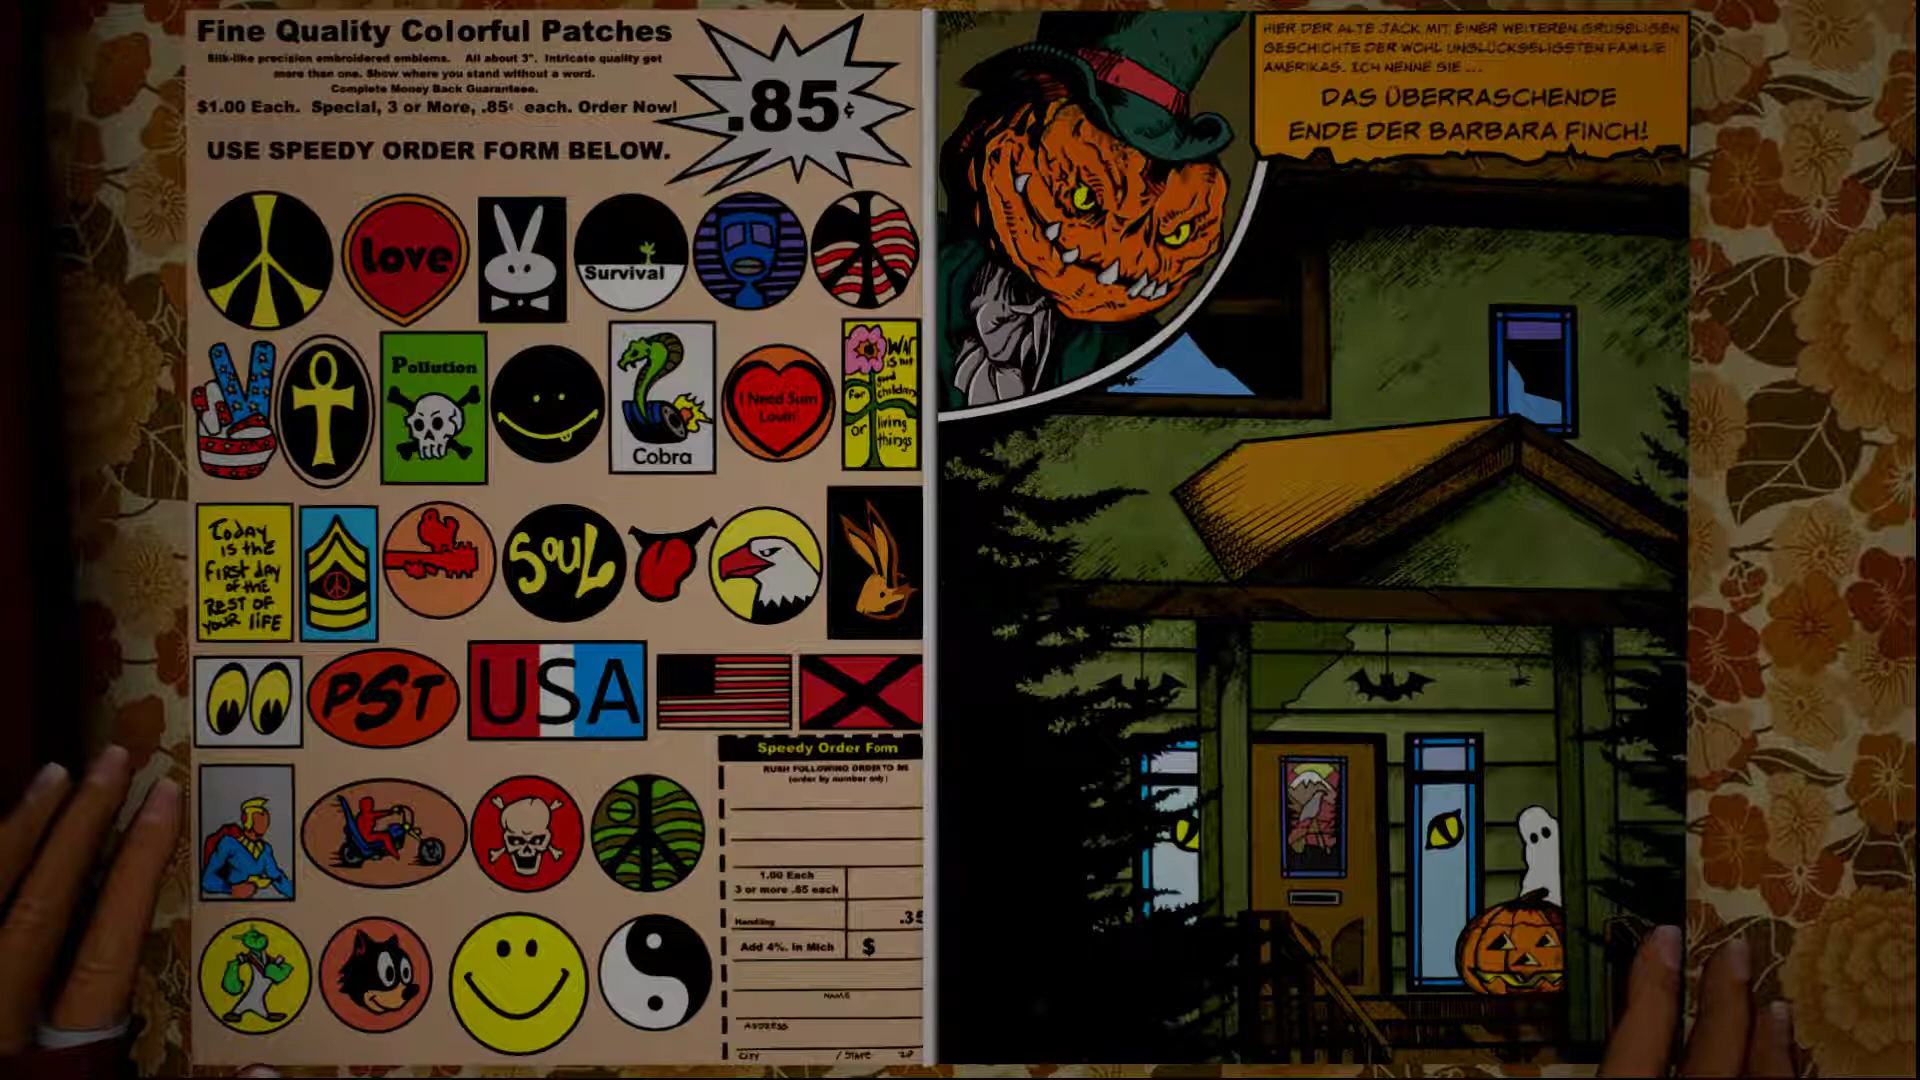 Fine Quality Colorful Patches
Silk-like precision embroidered emblems. All about 3". Intricate quality get
more than one. Show where you stand without a word.
Complete Money Back Guarantee.
$1.00 Each. Special, 3 or More, .85¢ each. Order Now!
USE SPEEDY ORDER FORM BELOW.
.85¢
Love
Survival
Pollution
Cobra
I Need Sum
Lovin'
War
is not
good
for children
or living
things
Today
is the
first day
of the
REST OF
YOUR LIFE
SOUL
PST
USA
Speedy Order Form
RUSH FOLLOWING ORDER TO ME
(order by number only)
1.00 Each
3 or more .85 each
Handling .35
Add 4%. in Mich $
NAME
ADDRESS
CITY / STATE ZIP
HIER DER ALTE JACK MIT EINER WEITEREN GRUSELIGEN
GESCHICHTE DER WOHL UNGLÜCKSELIGSTEN FAMILIE
AMERIKAS. ICH NENNE SIE ...
DAS ÜBERRASCHENDE
ENDE DER BARBARA FINCH!